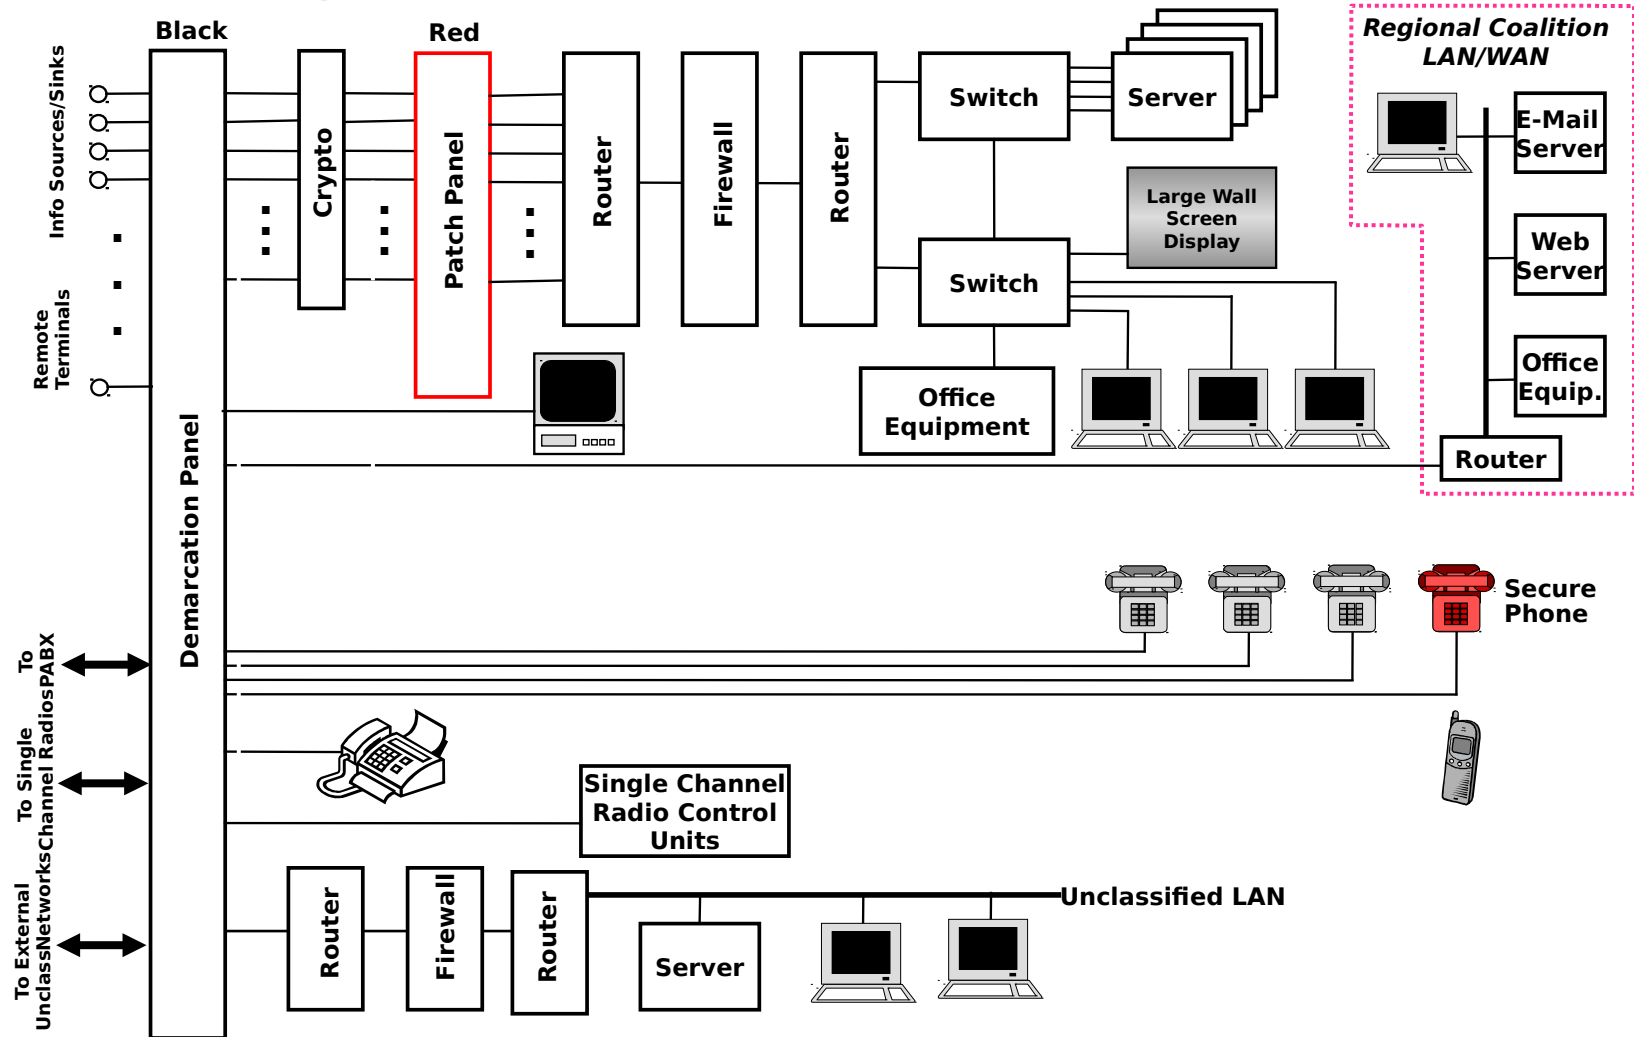 Black
Red
Regional Coalition
LAN/WAN
Info Sources/Sinks
Remote
Terminals
Demarcation Panel
Crypto
Patch Panel
Router
Firewall
Router
Switch
Server
Large Wall
Screen
Display
Switch
Office
Equipment
E-Mail
Server
Web
Server
Office
Equip.
Router
Secure
Phone
To
PABX
To Single
Channel Radios
To External
UnclassNetworks
Single Channel
Radio Control
Units
Router
Firewall
Router
Unclassified LAN
Server